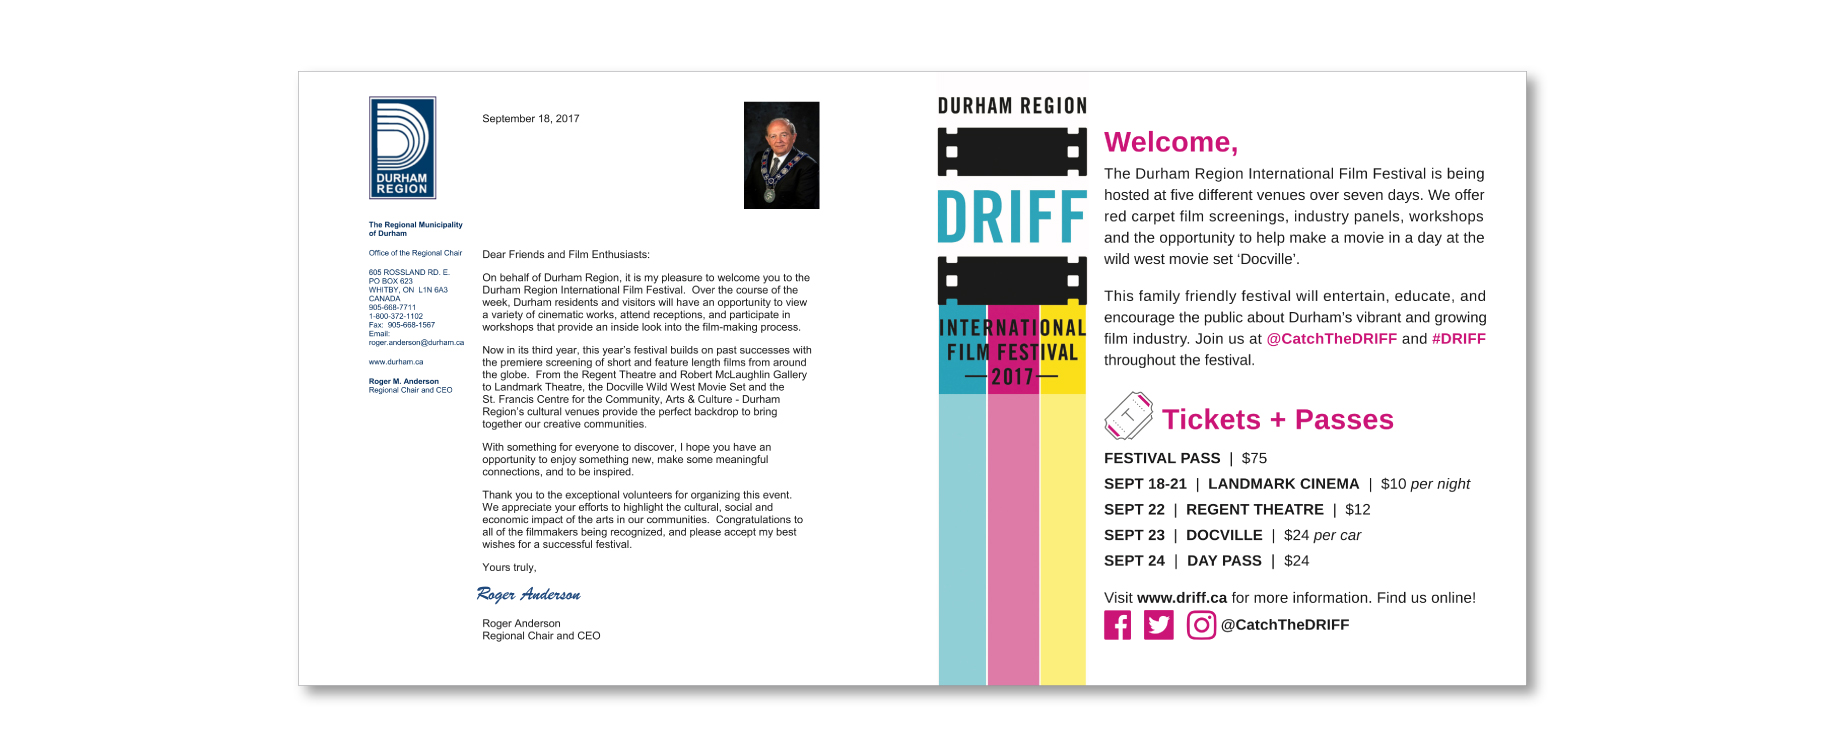 DURHAM
REGION
The Regional Municipality
of Durham
Office of the Regional Chair
605 ROSSLAND RD. E.
PO BOX 623
WHITBY, ON  L1N 6A3
CANADA
905-668-7711
1-800-372-1102
Fax:  905-668-1567
Email:
roger.anderson@durham.ca
www.durham.ca
Roger M. Anderson
Regional Chair and CEO
September 18, 2017
Dear Friends and Film Enthusiasts:
On behalf of Durham Region, it is my pleasure to welcome you to the
Durham Region International Film Festival.  Over the course of the
week, Durham residents and visitors will have an opportunity to view
a variety of cinematic works, attend receptions, and participate in
workshops that provide an inside look into the film-making process.
Now in its third year, this year's festival builds on past successes with
the premiere screening of short and feature length films from around
the globe.  From the Regent Theatre and Robert McLaughlin Gallery
to Landmark Theatre, the Docville Wild West Movie Set and the
St. Francis Centre for the Community, Arts & Culture - Durham
Region's cultural venues provide the perfect backdrop to bring
together our creative communities.
With something for everyone to discover, I hope you have an
opportunity to enjoy something new, make some meaningful
connections, and to be inspired.
Thank you to the exceptional volunteers for organizing this event.
We appreciate your efforts to highlight the cultural, social and
economic impact of the arts in our communities.  Congratulations to
all of the filmmakers being recognized, and please accept my best
wishes for a successful festival.
Yours truly,
Roger Anderson
Roger Anderson
Regional Chair and CEO
DURHAM REGION
DRIFF
INTERNATIONAL
FILM FESTIVAL
2017
Welcome,
The Durham Region International Film Festival is being
hosted at five different venues over seven days. We offer
red carpet film screenings, industry panels, workshops
and the opportunity to help make a movie in a day at the
wild west movie set ‘Docville’.
This family friendly festival will entertain, educate, and
encourage the public about Durham’s vibrant and growing
film industry. Join us at @CatchTheDRIFF and #DRIFF
throughout the festival.
T
Tickets + Passes
FESTIVAL PASS | $75
SEPT 18-21 | LANDMARK CINEMA | $10 per night
SEPT 22 | REGENT THEATRE | $12
SEPT 23 | DOCVILLE | $24 per car
SEPT 24 | DAY PASS | $24
Visit www.driff.ca for more information. Find us online!
@CatchTheDRIFF